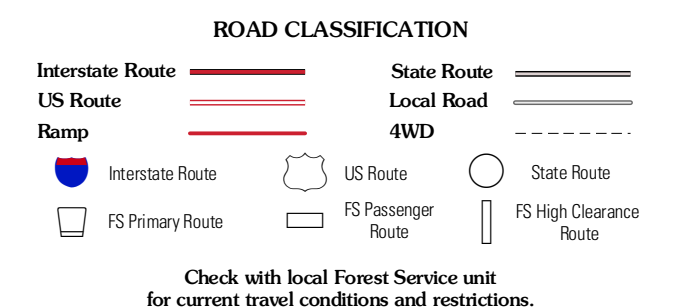 ROAD CLASSIFICATION
Interstate Route
State Route
US Route
Local Road
Ramp
4WD
Interstate Route
US Route
State Route
FS Primary Route
FS Passenger
Route
FS High Clearance
Route
Check with local Forest Service unit
for current travel conditions and restrictions.